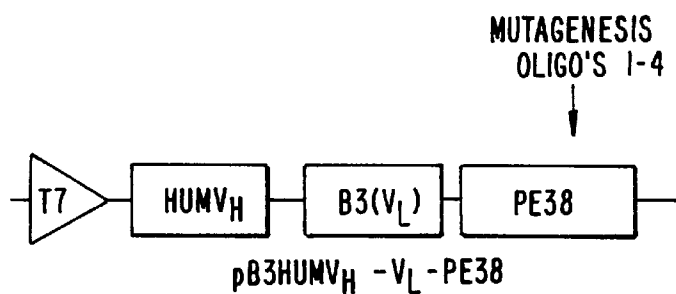 MUTAGENESIS
OLIGO'S 1-4
T7 HUMVH B3(VL) PE38
pB3HUMVH -VL-PE38